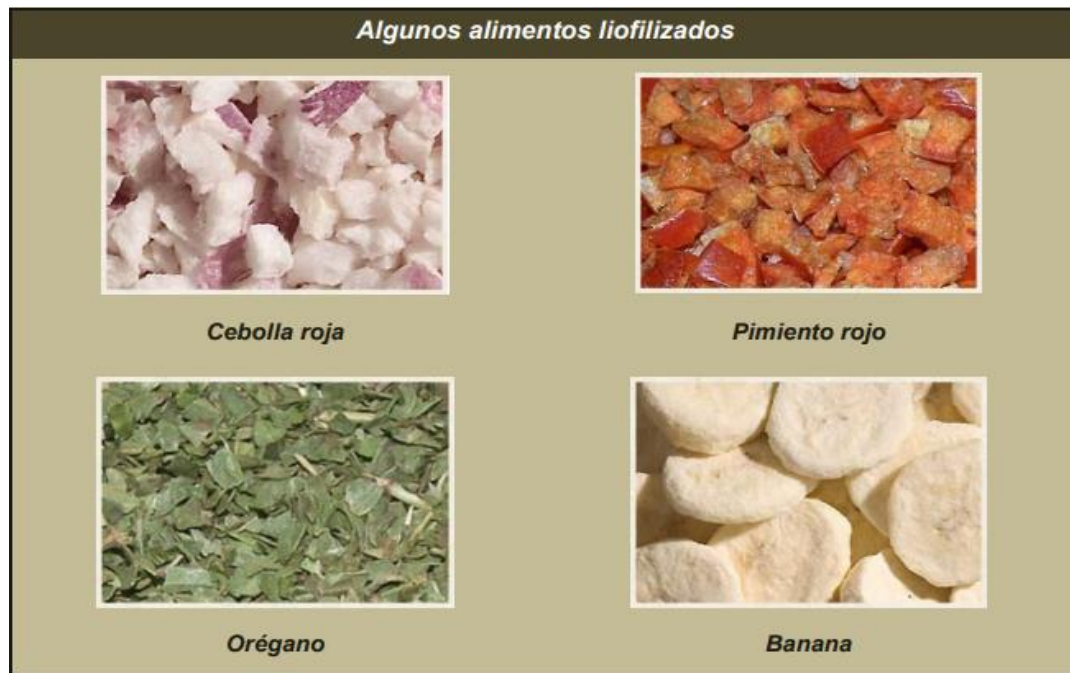 Algunos alimentos liofilizados
Cebolla roja
Pimiento rojo
Orégano
Banana